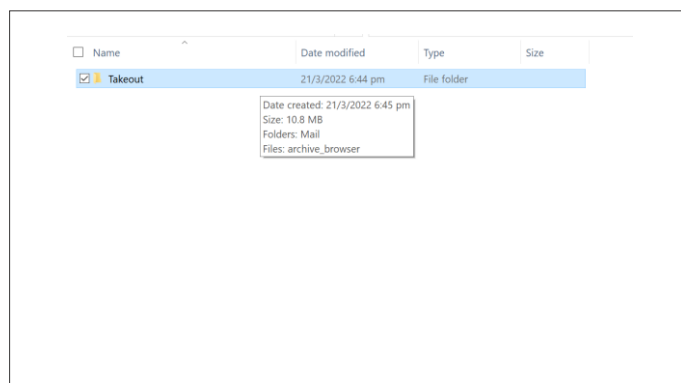 Name Date modified Type Size
Takeout 21/3/2022 6:44 pm File folder
Date created: 21/3/2022 6:45 pm
Size: 10.8 MB
Folders: Mail
Files: archive_browser